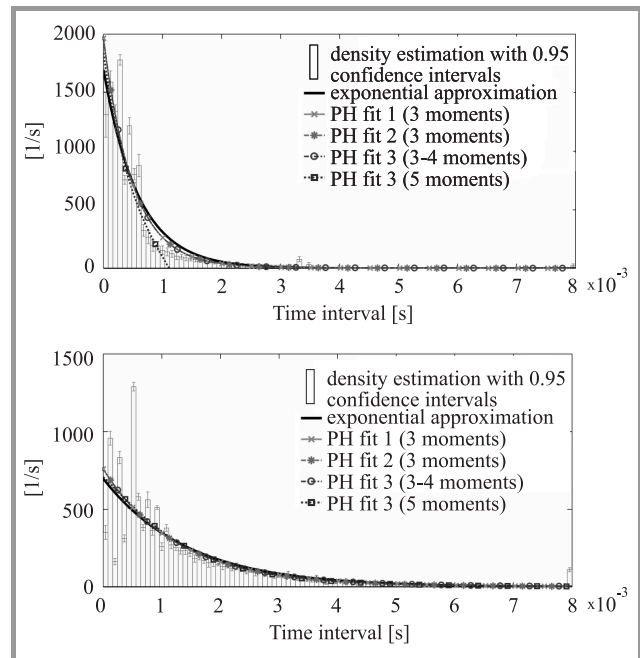 2000
1500
1000
500
0
[1/s]
density estimation with 0.95
confidence intervals
exponential approximation
PH fit 1 (3 moments)
PH fit 2 (3 moments)
PH fit 3 (3-4 moments)
PH fit 3 (5 moments)
0 1 2 3 4 5 6 7 8 ×10⁻³
Time interval [s]
1500
1000
500
0
[1/s]
density estimation with 0.95
confidence intervals
exponential approximation
PH fit 1 (3 moments)
PH fit 2 (3 moments)
PH fit 3 (3-4 moments)
PH fit 3 (5 moments)
0 1 2 3 4 5 6 7 8 ×10⁻³
Time interval [s]